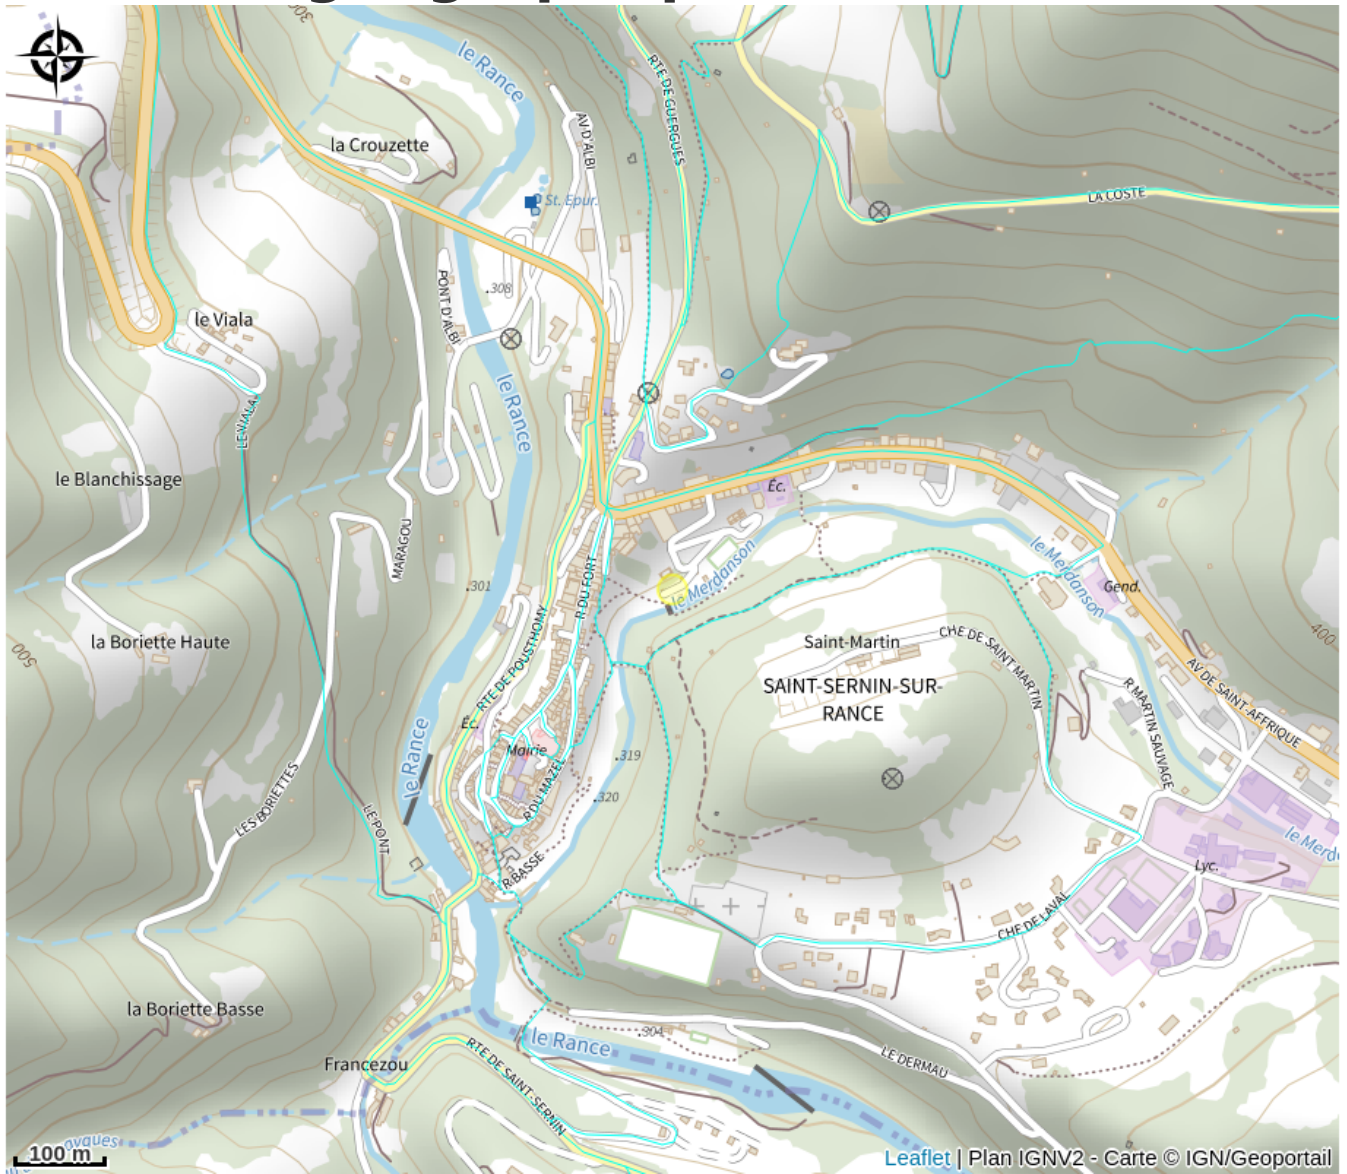 le Rance
RTE DE GUERGUES
300
AV D'ALBI
la Crouzette
St. Epur.
LA COSTE
PONT D'ALBI
.308
le Viala
le Rance
LE VIALA
le Blanchissage
Éc.
MARAGOU
le Merdanson
le Merdanson
.301
R DU FORT
Gend.
400
500
la Boriette Haute
RTE DE POUSTHOMY
Saint-Martin
CHE DE SAINT MARTIN
SAINT-SERNIN-SUR-
RANCE
AV DE SAINT-AFFRIQUE
R MARTIN SAUVAGE
Éc.
Mairie
le Rance
.319
R DU MAZEL
.320
LES BORIETTES
LE PONT
R BASSE
Lyc.
CHE DE LAVAL
la Boriette Basse
.304
le Rance
Francezou
RTE DE SAINT-SERNIN
LE DERMAU
100 m
Leaflet | Plan IGNV2 - Carte © IGN/Geoportail